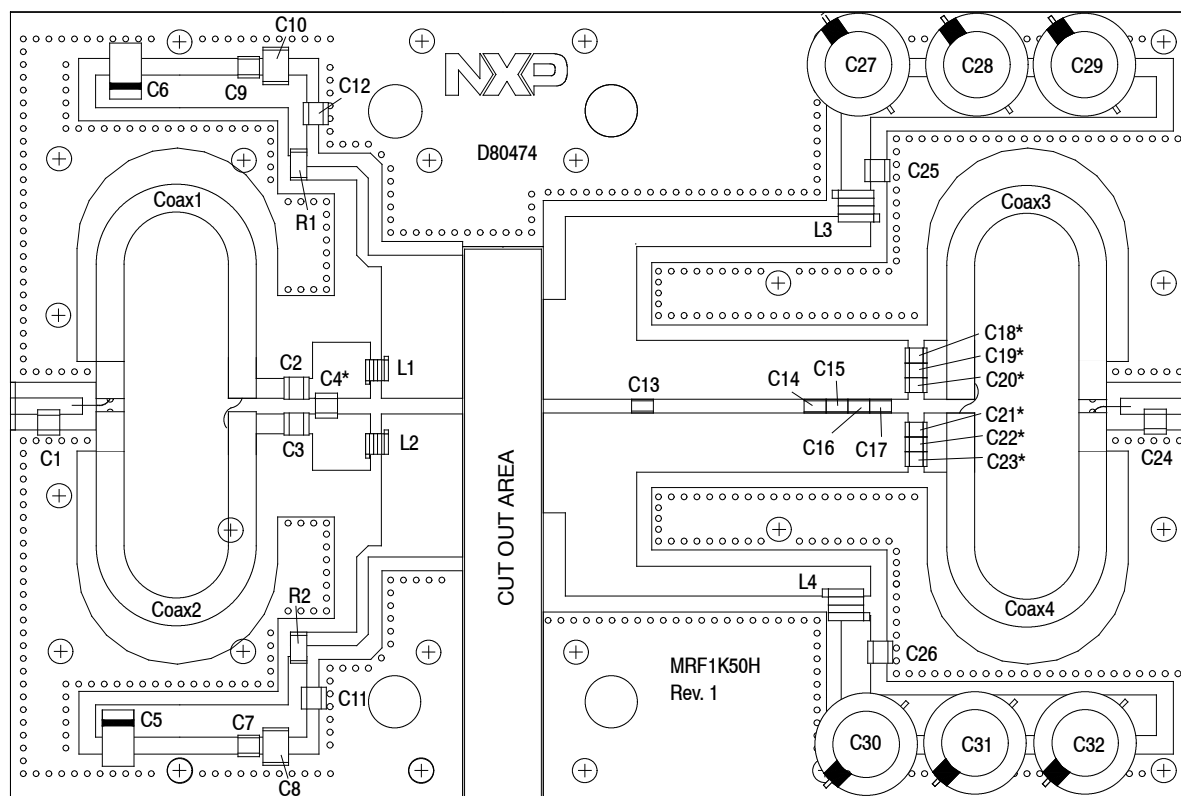 C10
C6
C9
C12
NXP
C27
C28
C29
D80474
C25
Coax1
R1
L3
Coax3
C2
C4*
L1
C13
C14
C15
C18*
C19*
C20*
C1
C3
L2
C16
C17
C21*
C22*
C23*
C24
CUT OUT AREA
Coax2
R2
L4
Coax4
C26
MRF1K50H
Rev. 1
C5
C7
C11
C8
C30
C31
C32